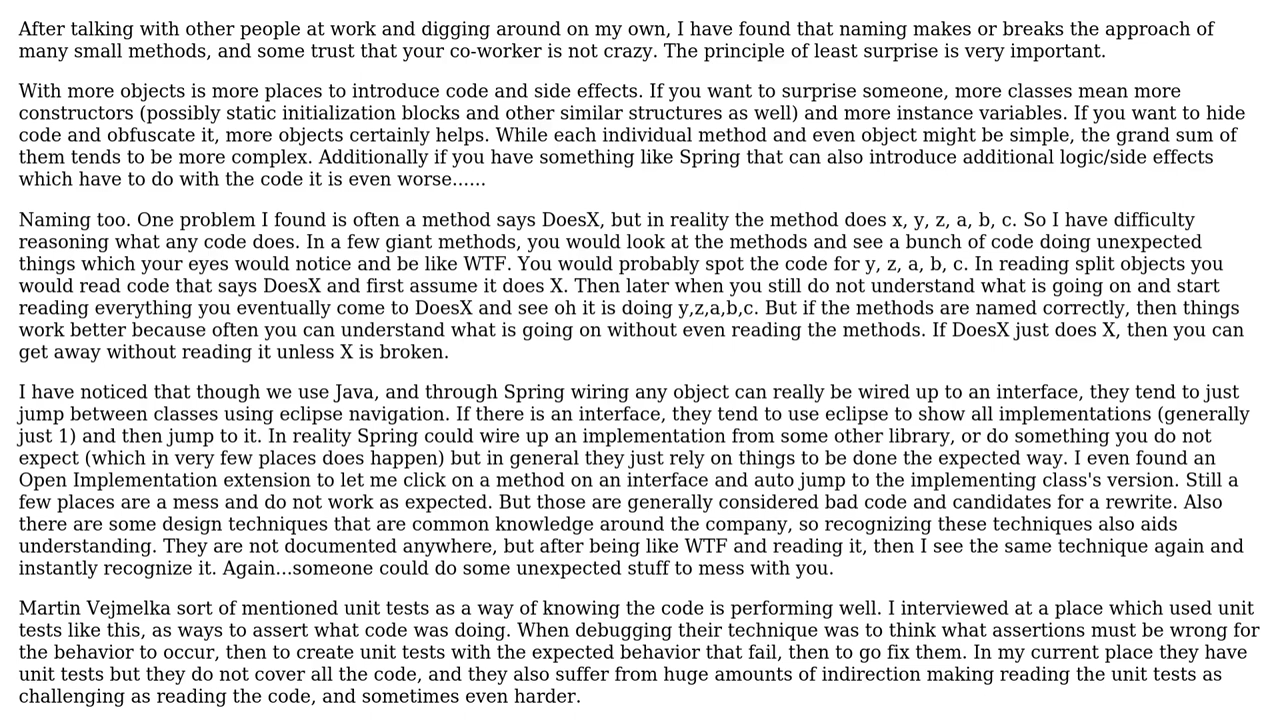 After talking with other people at work and digging around on my own, I have found that naming makes or breaks the approach of
many small methods, and some trust that your co-worker is not crazy. The principle of least surprise is very important.
With more objects is more places to introduce code and side effects. If you want to surprise someone, more classes mean more
constructors (possibly static initialization blocks and other similar structures as well) and more instance variables. If you want to hide
code and obfuscate it, more objects certainly helps. While each individual method and even object might be simple, the grand sum of
them tends to be more complex. Additionally if you have something like Spring that can also introduce additional logic/side effects
which have to do with the code it is even worse......
Naming too. One problem I found is often a method says DoesX, but in reality the method does x, y, z, a, b, c. So I have difficulty
reasoning what any code does. In a few giant methods, you would look at the methods and see a bunch of code doing unexpected
things which your eyes would notice and be like WTF. You would probably spot the code for y, z, a, b, c. In reading split objects you
would read code that says DoesX and first assume it does X. Then later when you still do not understand what is going on and start
reading everything you eventually come to DoesX and see oh it is doing y,z,a,b,c. But if the methods are named correctly, then things
work better because often you can understand what is going on without even reading the methods. If DoesX just does X, then you can
get away without reading it unless X is broken.
I have noticed that though we use Java, and through Spring wiring any object can really be wired up to an interface, they tend to just
jump between classes using eclipse navigation. If there is an interface, they tend to use eclipse to show all implementations (generally
just 1) and then jump to it. In reality Spring could wire up an implementation from some other library, or do something you do not
expect (which in very few places does happen) but in general they just rely on things to be done the expected way. I even found an
Open Implementation extension to let me click on a method on an interface and auto jump to the implementing class's version. Still a
few places are a mess and do not work as expected. But those are generally considered bad code and candidates for a rewrite. Also
there are some design techniques that are common knowledge around the company, so recognizing these techniques also aids
understanding. They are not documented anywhere, but after being like WTF and reading it, then I see the same technique again and
instantly recognize it. Again...someone could do some unexpected stuff to mess with you.
Martin Vejmelka sort of mentioned unit tests as a way of knowing the code is performing well. I interviewed at a place which used unit
tests like this, as ways to assert what code was doing. When debugging their technique was to think what assertions must be wrong for
the behavior to occur, then to create unit tests with the expected behavior that fail, then to go fix them. In my current place they have
unit tests but they do not cover all the code, and they also suffer from huge amounts of indirection making reading the unit tests as
challenging as reading the code, and sometimes even harder.